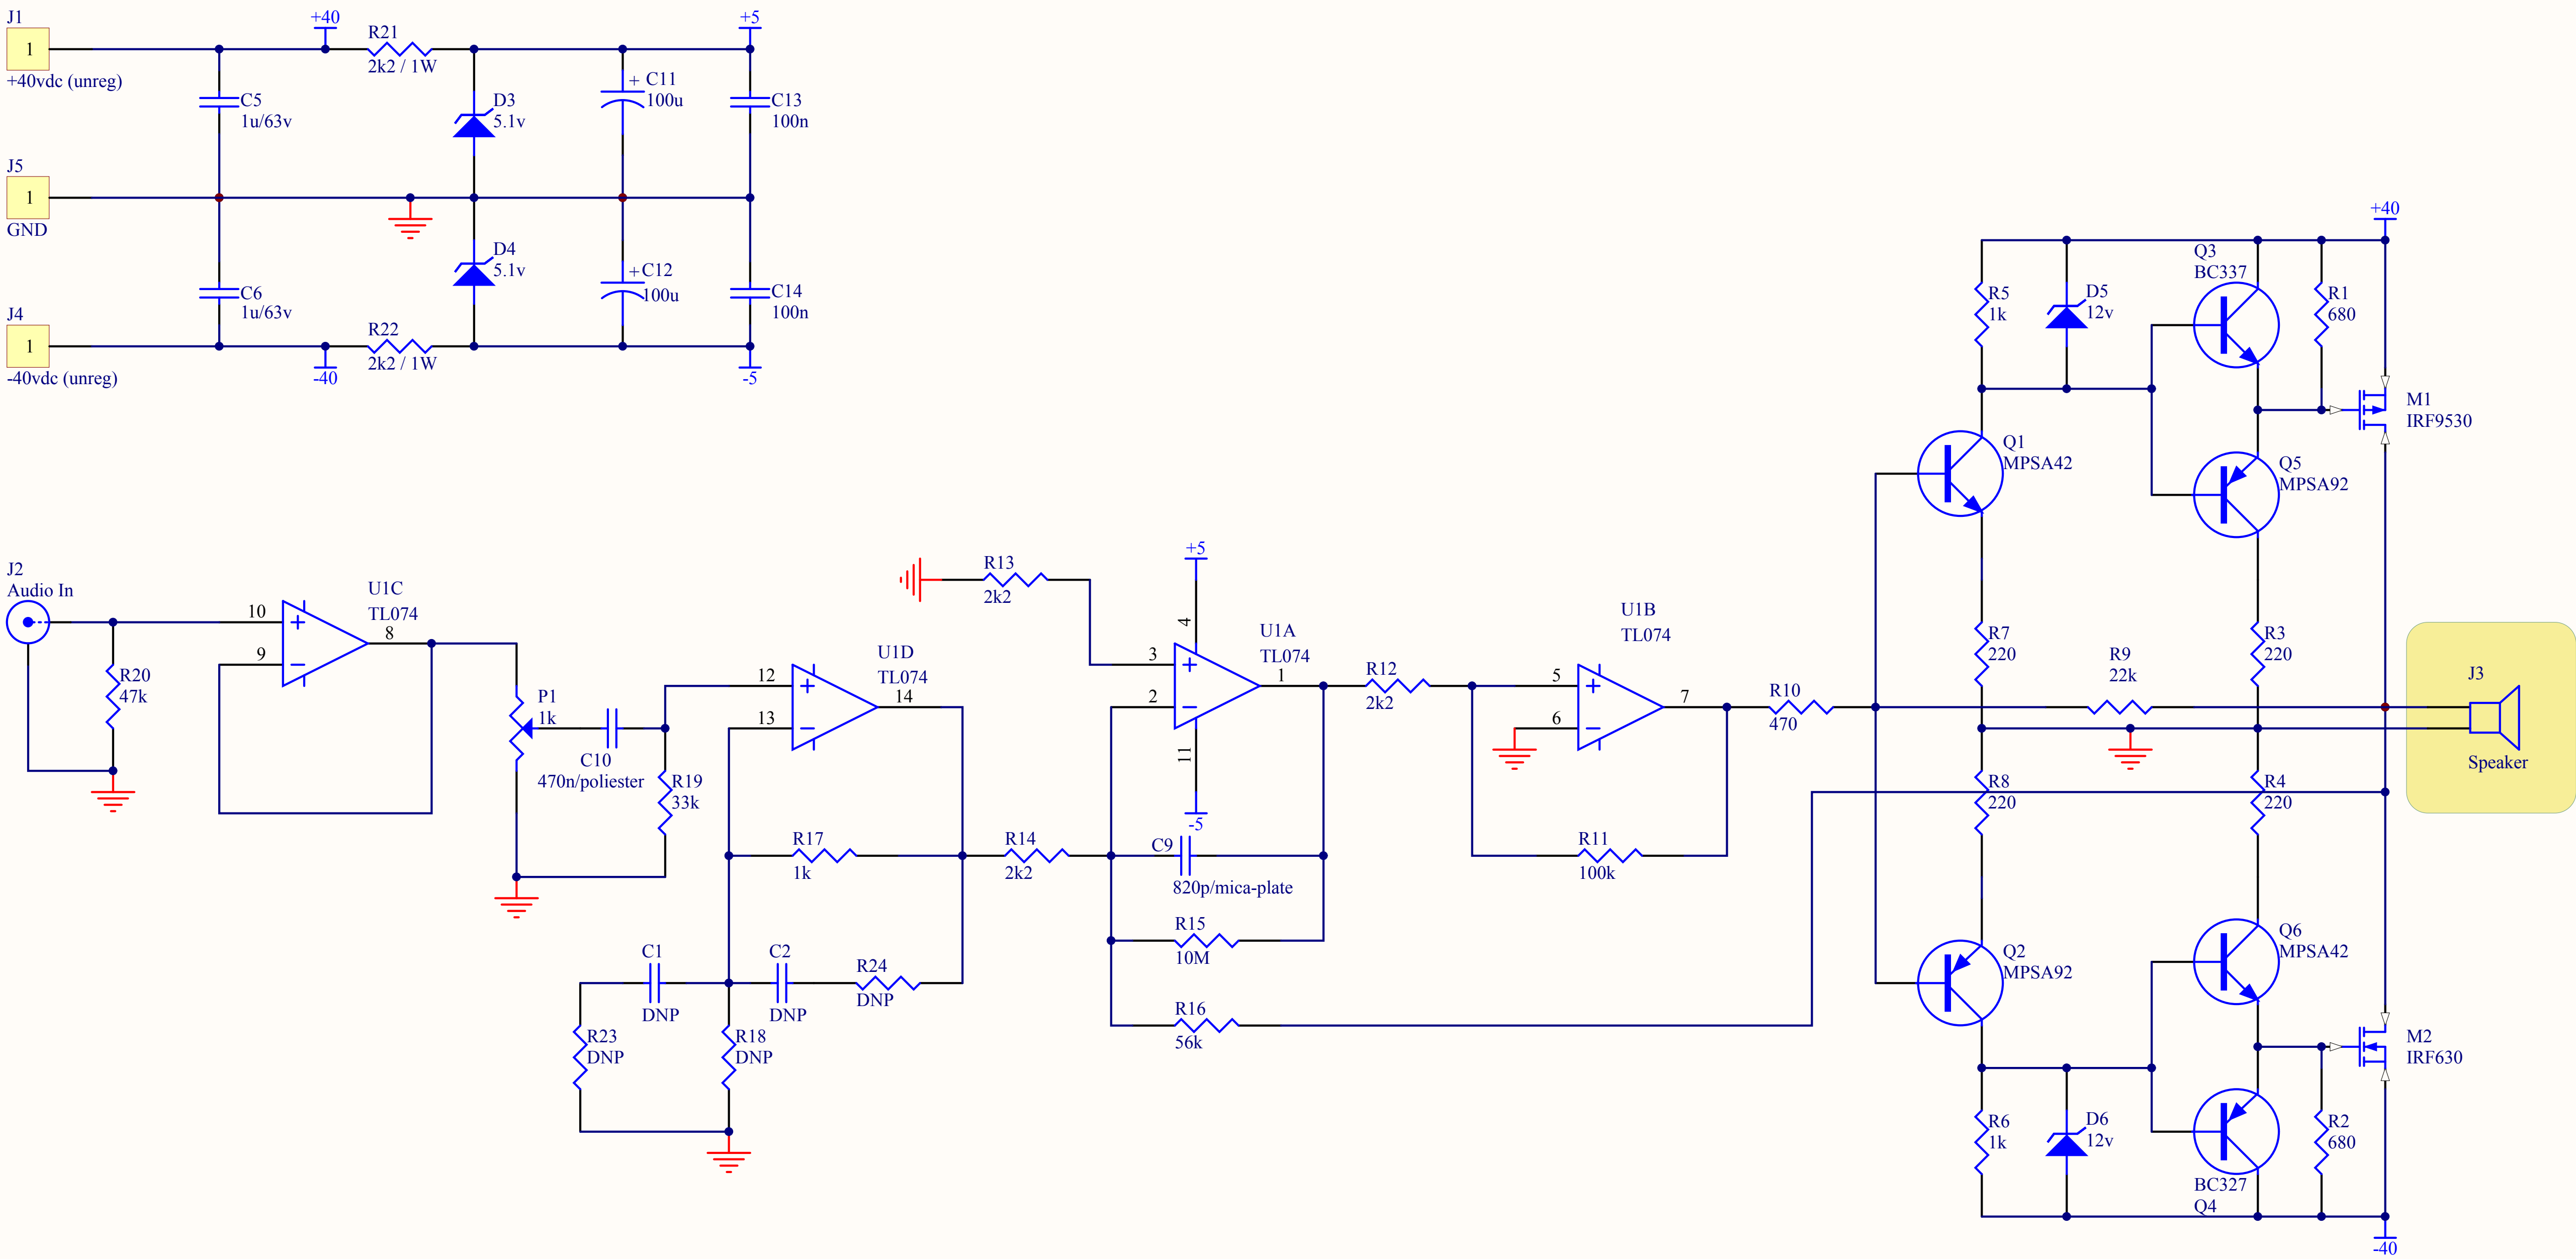 J1
1
+40vdc (unreg)
+40
R21
2k2 / 1W
+5
C5
1u/63v
D3
5.1v
+ C11
100u
C13
100n
J5
1
GND
D4
5.1v
+C12
100u
C6
1u/63v
C14
100n
J4
1
-40vdc (unreg)
-40
R22
2k2 / 1W
-5
J2
Audio In
R20
47k
U1C
TL074
10
9
8
P1
1k
C10
470n/poliester
R19
33k
U1D
TL074
12
13
14
R17
1k
C1
DNP
C2
DNP
R24
DNP
R23
DNP
R18
DNP
R13
2k2
R14
2k2
+5
4
U1A
TL074
3
2
1
11
-5
C9
820p/mica-plate
R15
10M
R16
56k
R12
2k2
U1B
TL074
5
6
7
R11
100k
R10
470
+40
R5
1k
D5
12v
Q3
BC337
R1
680
M1
IRF9530
Q1
MPSA42
Q5
MPSA92
R7
220
R9
22k
R3
220
J3
Speaker
R8
220
R4
220
Q2
MPSA92
Q6
MPSA42
M2
IRF630
R6
1k
D6
12v
BC327
Q4
R2
680
-40